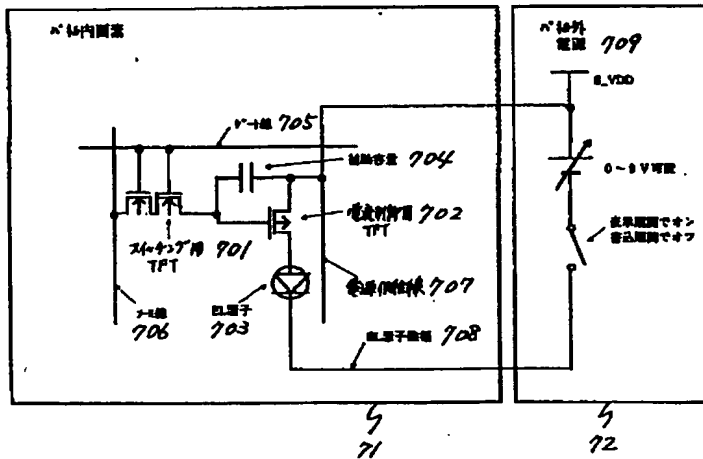 パネル内画素
ゲート線 705
補助容量 704
電流制御用 702
TFT
スイッチング用 701
TFT
ソース線
706
EL素子
703
電源供給線 707
EL素子陰極 708
71
パネル外
電源 709
S_VDD
0～9V可変
表示期間でオン
書込期間でオフ
72